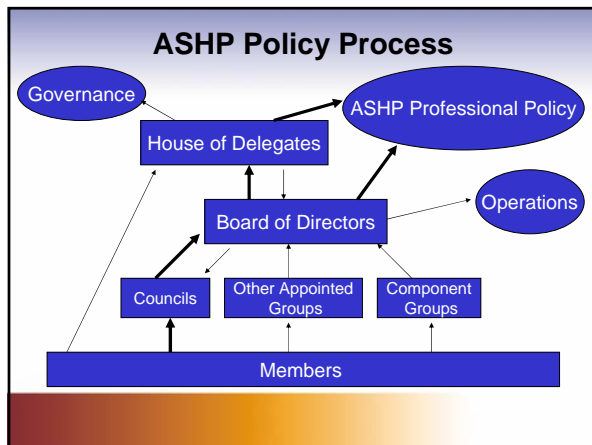 ASHP Policy Process
Governance
ASHP Professional Policy
House of Delegates
Operations
Board of Directors
Councils
Other Appointed
Groups
Component
Groups
Members